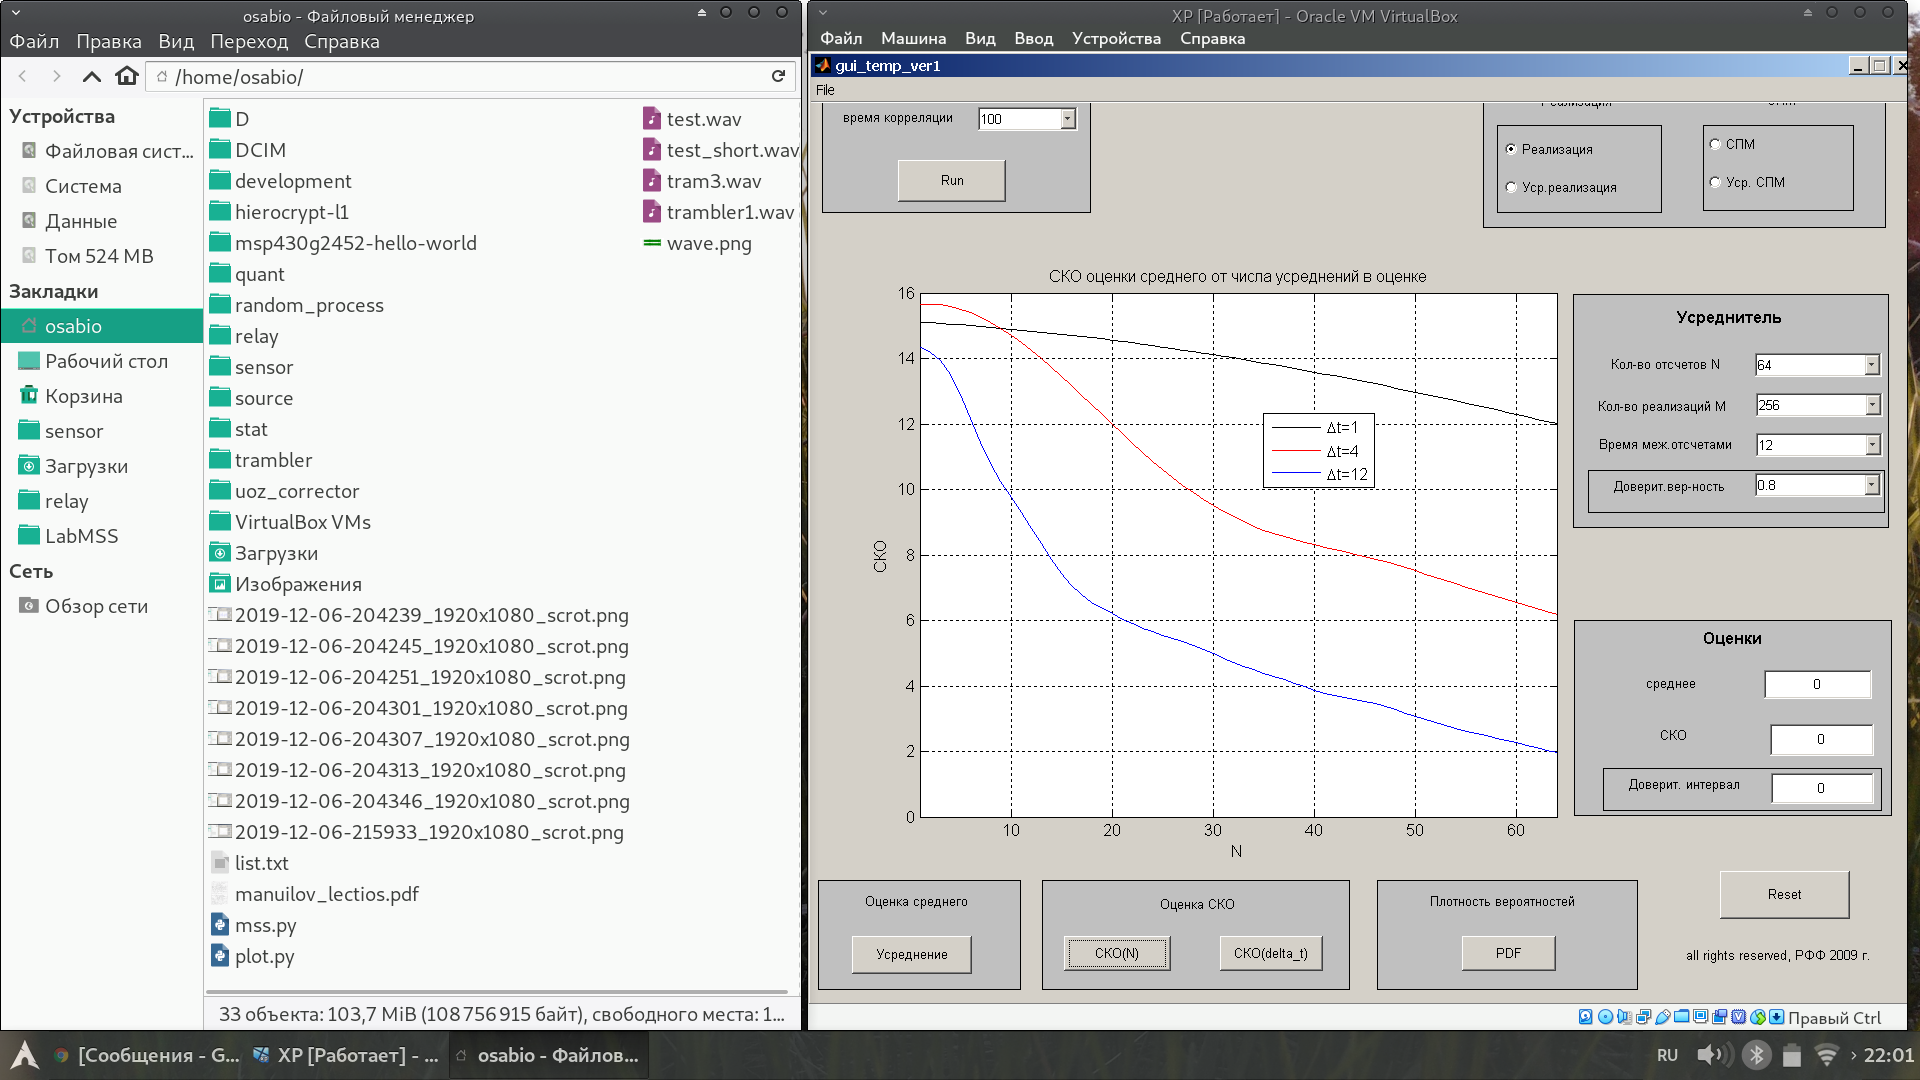 osabio - Файловый менеджер
Файл Правка Вид Переход Справка
/home/osabio/
Устройства
Файловая сист...
Система
Данные
Том 524 MB
Закладки
osabio
Рабочий стол
Корзина
sensor
Загрузки
relay
LabMSS
Сеть
Обзор сети
D
DCIM
development
hierocrypt-l1
msp430g2452-hello-world
quant
random_process
relay
sensor
source
stat
trambler
uoz_corrector
VirtualBox VMs
Загрузки
Изображения
2019-12-06-204239_1920x1080_scrot.png
2019-12-06-204245_1920x1080_scrot.png
2019-12-06-204251_1920x1080_scrot.png
2019-12-06-204301_1920x1080_scrot.png
2019-12-06-204307_1920x1080_scrot.png
2019-12-06-204313_1920x1080_scrot.png
2019-12-06-204346_1920x1080_scrot.png
2019-12-06-215933_1920x1080_scrot.png
list.txt
manuilov_lectios.pdf
mss.py
plot.py
test.wav
test_short.wav
tram3.wav
trambler1.wav
wave.png
33 объекта: 103,7 MiB (108 756 915 байт), свободного места: 1...
XP [Работает] - Oracle VM VirtualBox
Файл Машина Вид Ввод Устройства Справка
gui_temp_ver1
File
время корреляции 100
Run
Реализация
Реализация
Уср.реализация
СПМ
СПМ
Уср. СПМ
СКО оценки среднего от числа усреднений в оценке
16
14
12
10
8
6
4
2
0
СКО
10 20 30 40 50 60
N
Δt=1
Δt=4
Δt=12
Усреднитель
Кол-во отсчетов N 64
Кол-во реализаций M 256
Время меж.отсчетами 12
Доверит.вер-ность 0.8
Оценки
среднее 0
СКО 0
Доверит. интервал 0
Оценка среднего
Усреднение
Оценка СКО
СКО(N) СКО(delta_t)
Плотность вероятностей
PDF
Reset
all rights reserved, РФФ 2009 г.
Правый Ctrl
[Сообщения - G... XP [Работает] - ... osabio - Файлов... RU 22:01